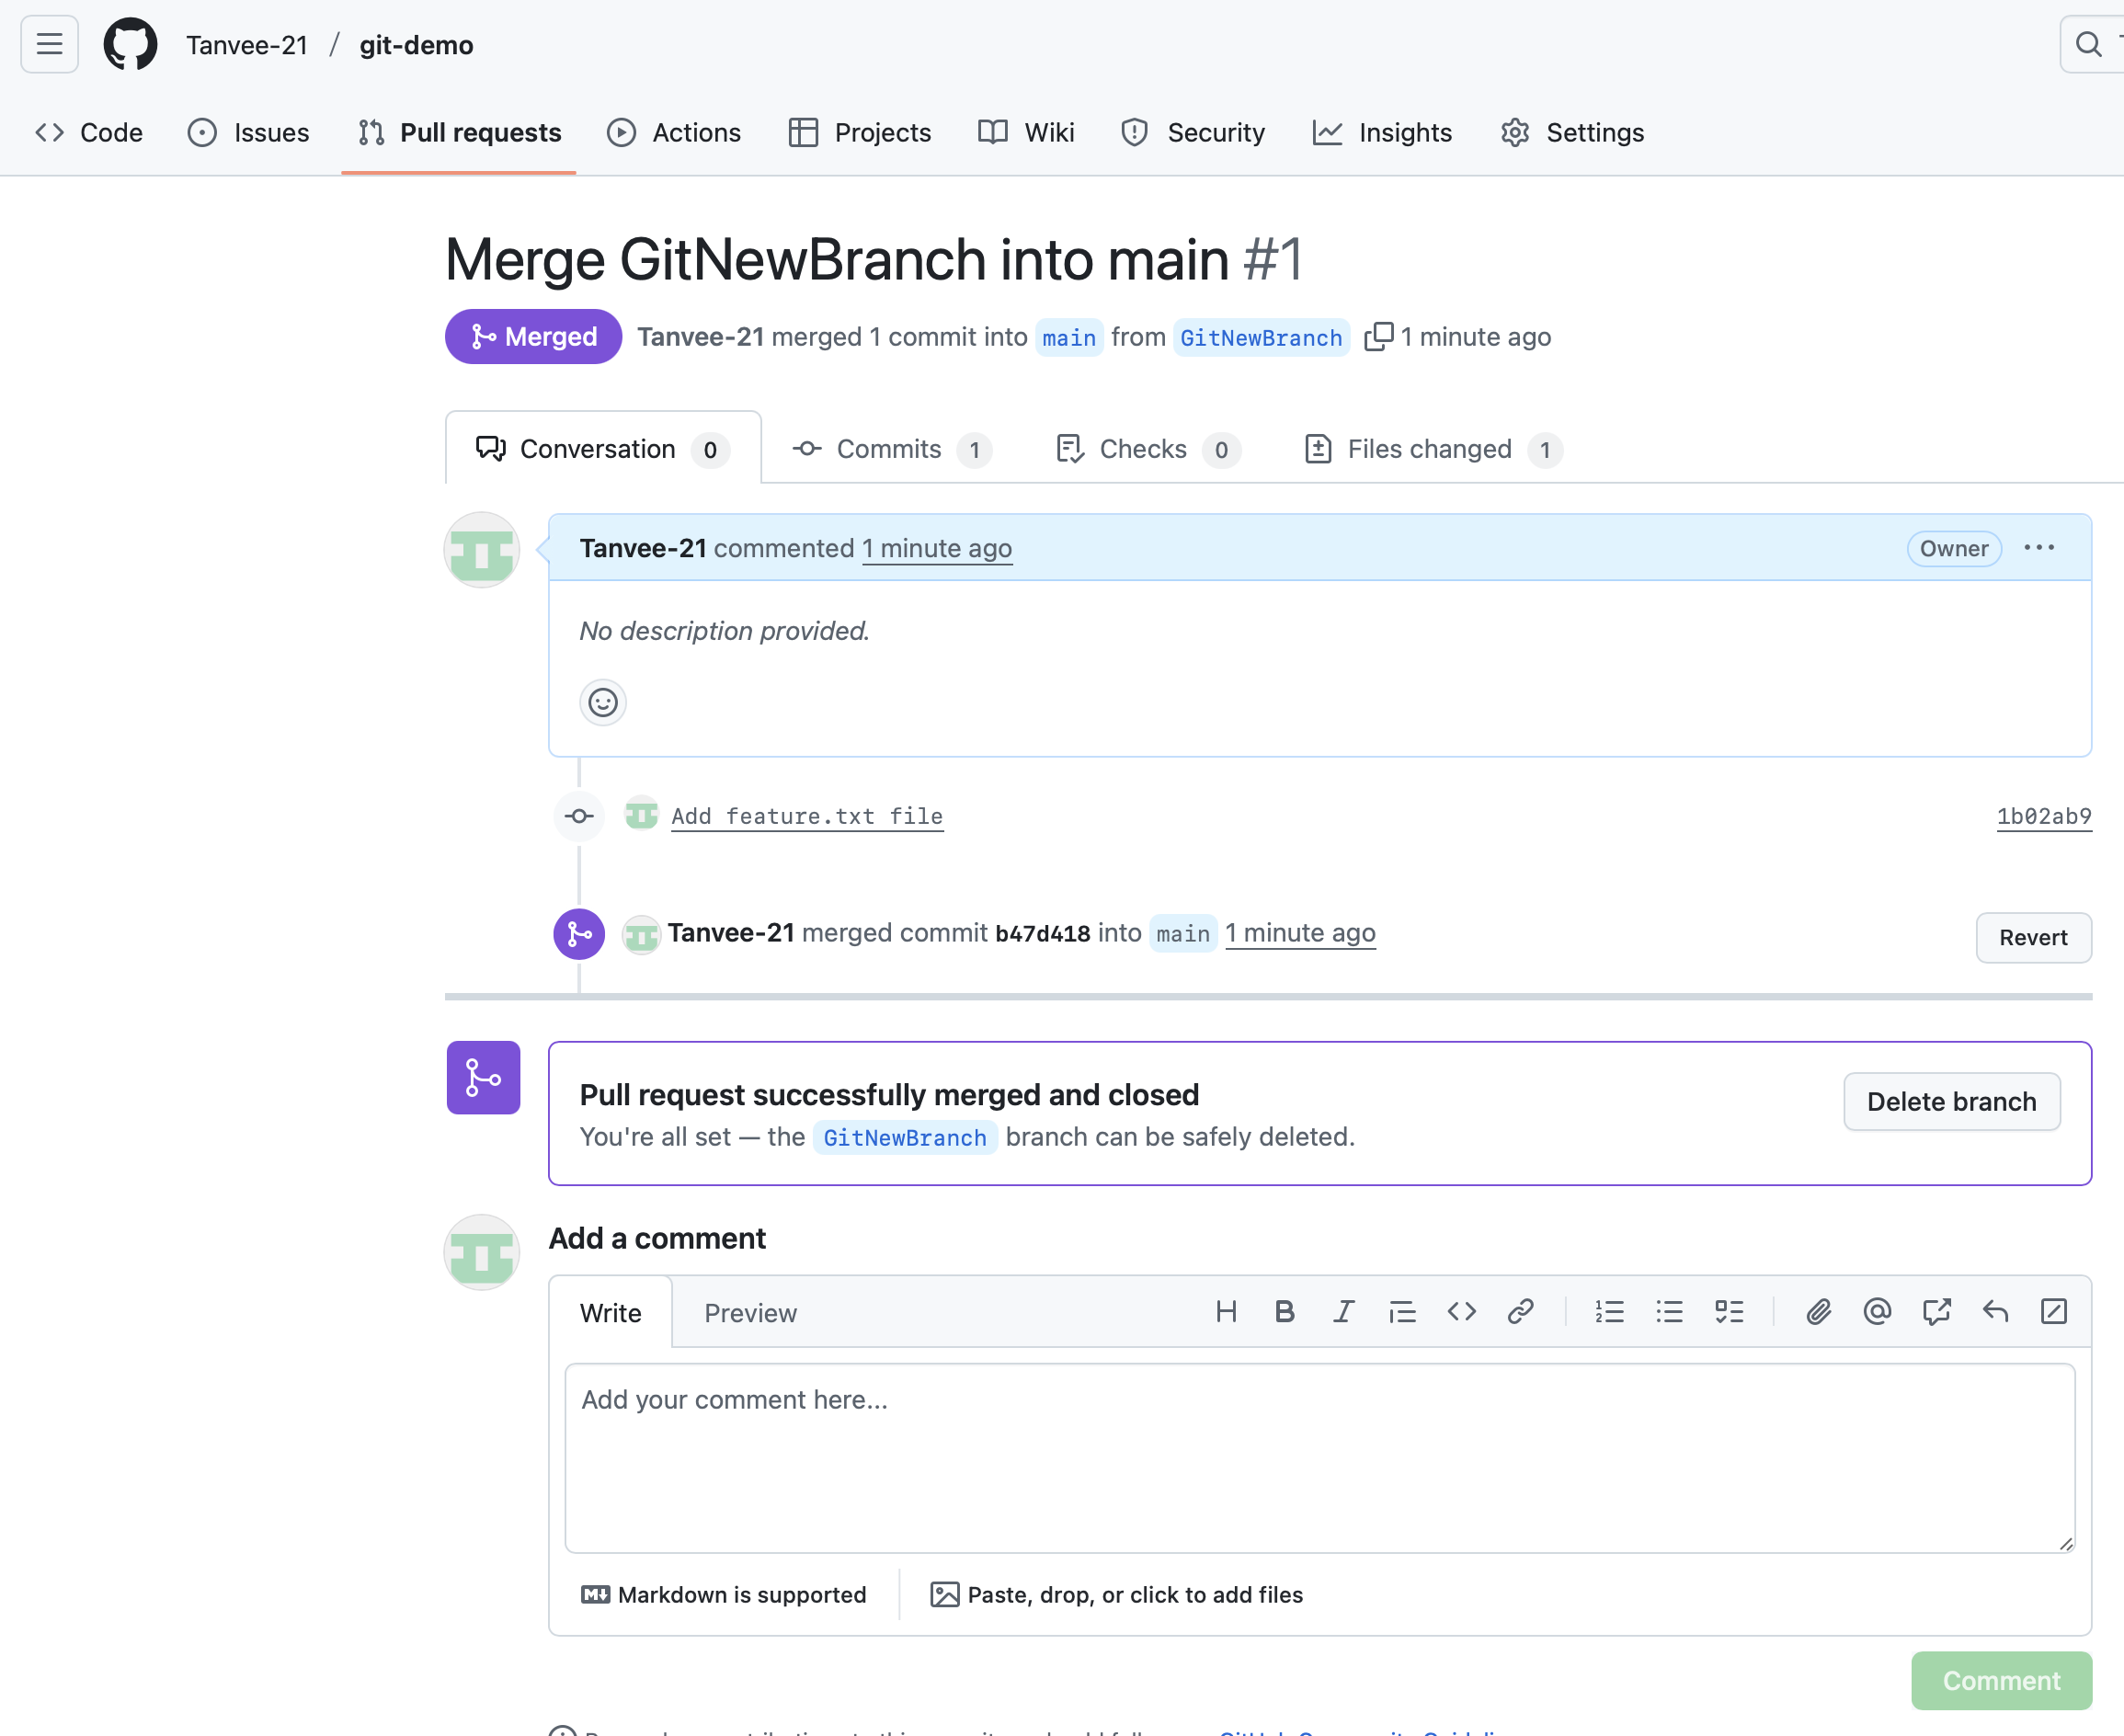 Tanvee-21 / git-demo
Code Issues Pull requests Actions Projects Wiki Security Insights Settings
Merge GitNewBranch into main #1
Merged Tanvee-21 merged 1 commit into main from GitNewBranch 1 minute ago
Conversation 0 Commits 1 Checks 0 Files changed 1
Tanvee-21 commented 1 minute ago Owner
No description provided.
Add feature.txt file 1b02ab9
Tanvee-21 merged commit b47d418 into main 1 minute ago Revert
Pull request successfully merged and closed
Delete branch
You're all set — the GitNewBranch branch can be safely deleted.
Add a comment
Write Preview
Add your comment here...
Markdown is supported Paste, drop, or click to add files
Comment